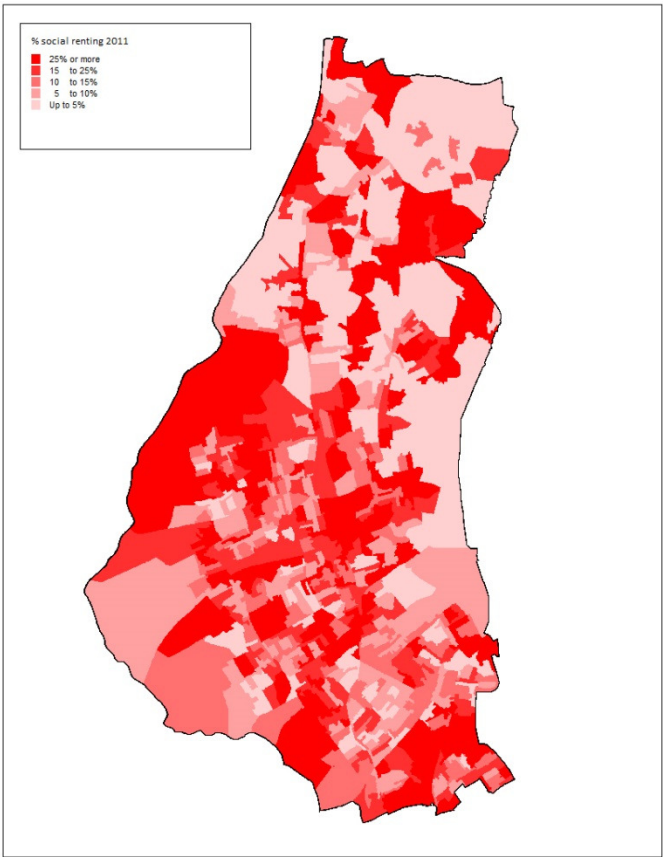 % social renting 2011
25% or more
15 to 25%
10 to 15%
5 to 10%
Up to 5%